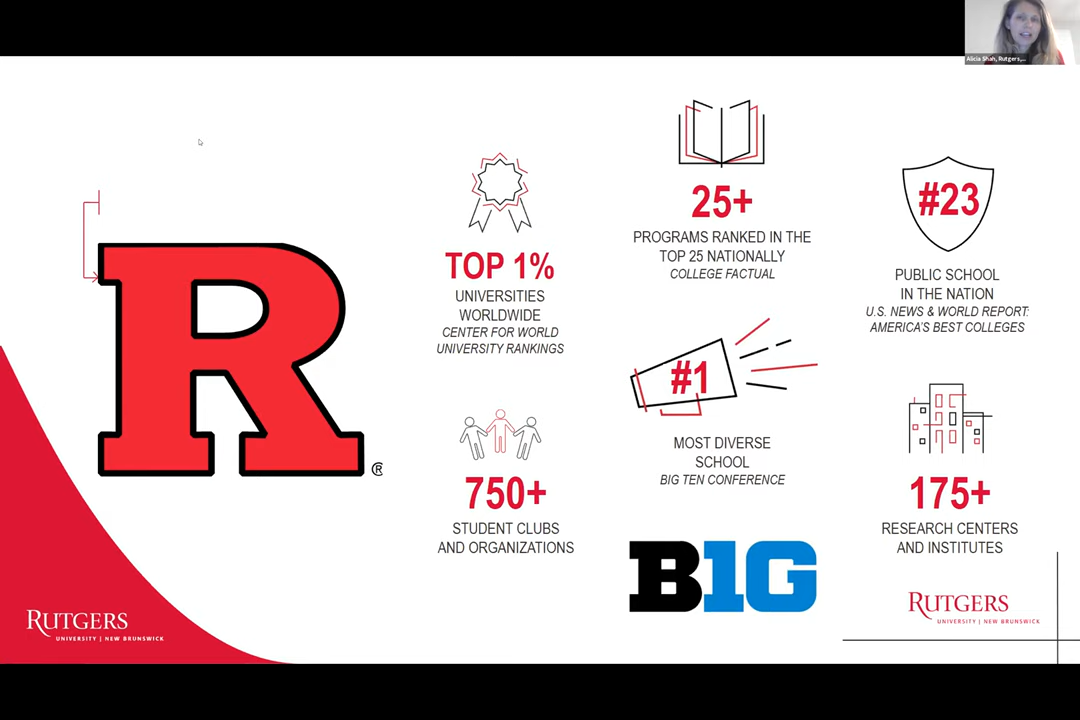 Alicia Shah, Rutgers,...
R
®
TOP 1%
UNIVERSITIES
WORLDWIDE
CENTER FOR WORLD
UNIVERSITY RANKINGS
750+
STUDENT CLUBS
AND ORGANIZATIONS
25+
PROGRAMS RANKED IN THE
TOP 25 NATIONALLY
COLLEGE FACTUAL
#1
MOST DIVERSE
SCHOOL
BIG TEN CONFERENCE
B1G
#23
PUBLIC SCHOOL
IN THE NATION
U.S. NEWS & WORLD REPORT:
AMERICA'S BEST COLLEGES
175+
RESEARCH CENTERS
AND INSTITUTES
RUTGERS
UNIVERSITY | NEW BRUNSWICK
RUTGERS
UNIVERSITY | NEW BRUNSWICK